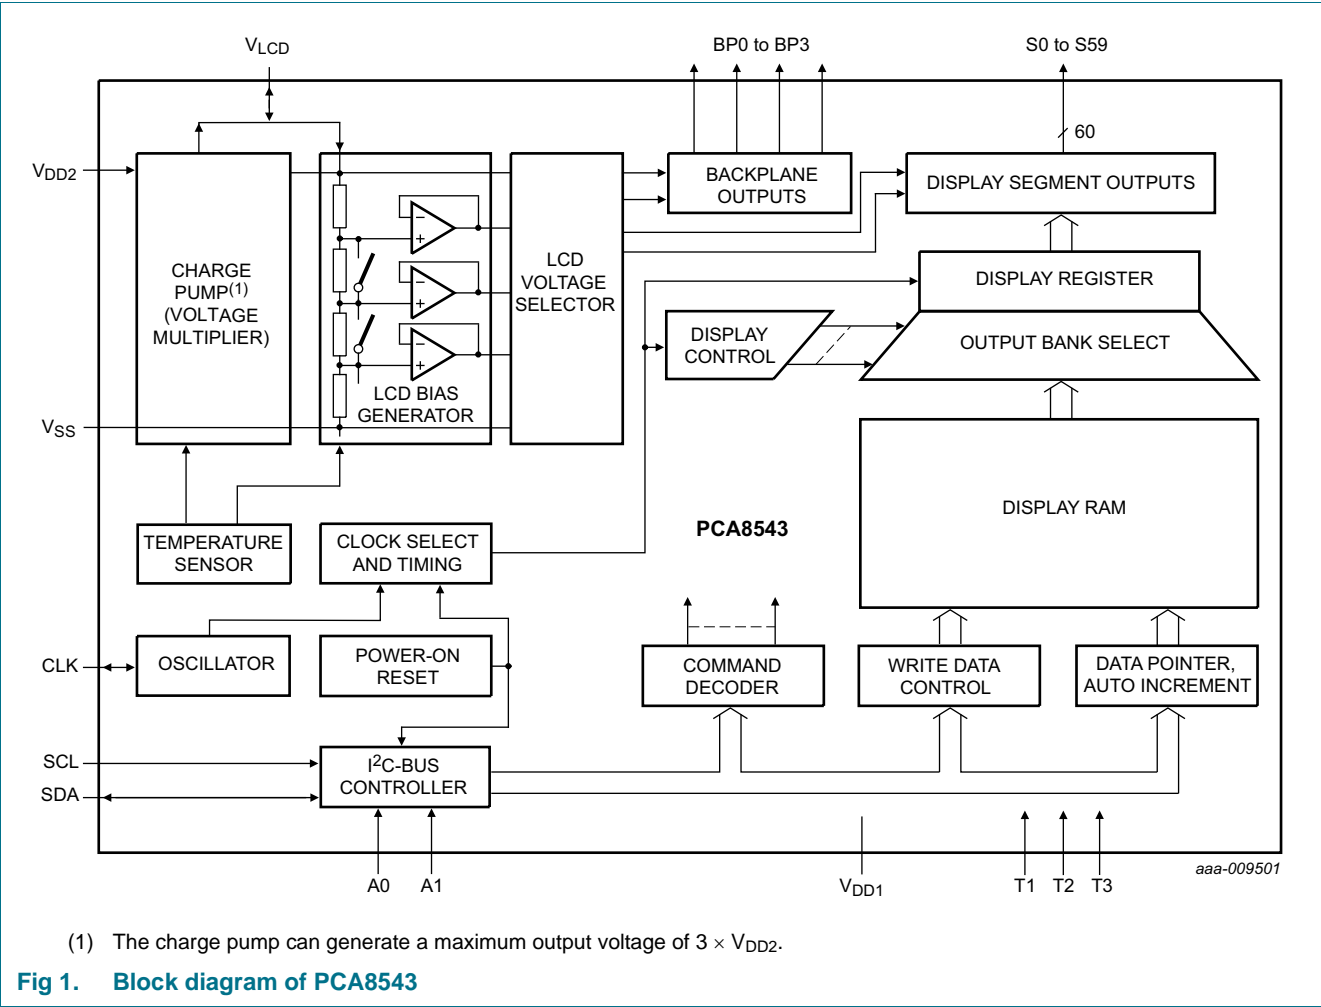 VLCD
BP0 to BP3
S0 to S59
60
VDD2
BACKPLANE
OUTPUTS
DISPLAY SEGMENT OUTPUTS
−
+
−
+
−
+
CHARGE
PUMP(1)
(VOLTAGE
MULTIPLIER)
LCD
VOLTAGE
SELECTOR
DISPLAY REGISTER
DISPLAY
CONTROL
OUTPUT BANK SELECT
LCD BIAS
GENERATOR
VSS
DISPLAY RAM
PCA8543
TEMPERATURE
SENSOR
CLOCK SELECT
AND TIMING
CLK
OSCILLATOR
POWER-ON
RESET
COMMAND
DECODER
WRITE DATA
CONTROL
DATA POINTER,
AUTO INCREMENT
SCL
SDA
I2C-BUS
CONTROLLER
A0
A1
VDD1
T1
T2
T3
aaa-009501
(1) The charge pump can generate a maximum output voltage of 3 × VDD2.
Fig 1. Block diagram of PCA8543